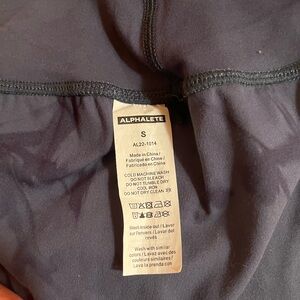 ALPHALETE
S
AL22-1014
Made in China /
Fabriqué en Chine /
Fabricado en China
COLD MACHINE WASH
DO NOT BLEACH
DO NOT TUMBLE DRY
COOL IRON
DO NOT DRY CLEAN
Wash inside out / Laver
sur l'envers / Lavar del
revés
Wash with similar
colors / Lavez avec des
couleurs similaires /
Lava la prenda con